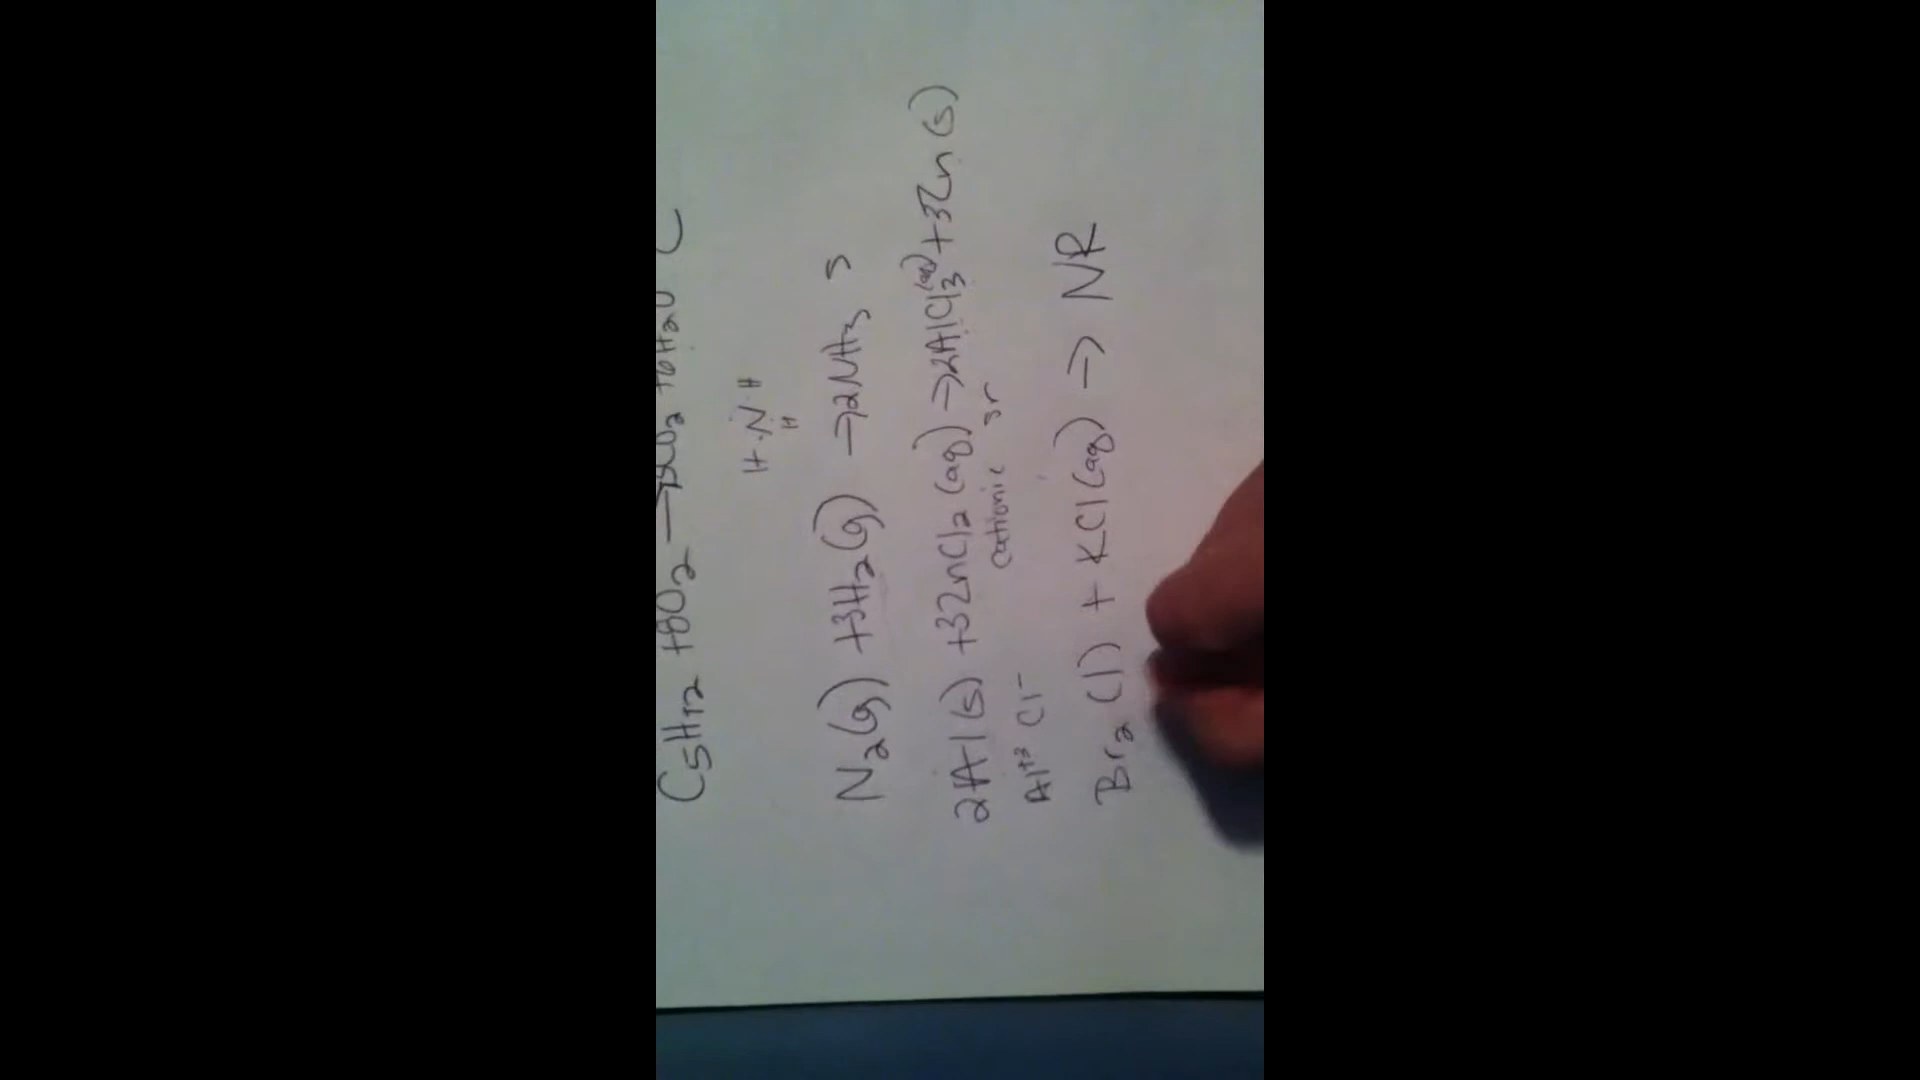 C5H12 + 8O2 → 5CO2 + 6H2O C
H · N · H
H
N2(g) + 3H2(g) → 2NH3 S
2Al(s) + 3ZnCl2(aq) → 2AlCl3(aq) + 3Zn(s)
cationic sr
Al+3 Cl-
Br2(l) + KCl(aq) → NR